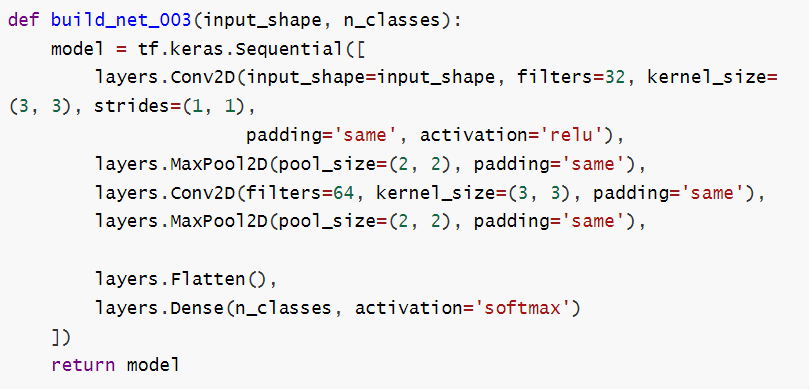 def build_net_003(input_shape, n_classes):
    model = tf.keras.Sequential([
        layers.Conv2D(input_shape=input_shape, filters=32, kernel_size=
(3, 3), strides=(1, 1),
                      padding='same', activation='relu'),
        layers.MaxPool2D(pool_size=(2, 2), padding='same'),
        layers.Conv2D(filters=64, kernel_size=(3, 3), padding='same'),
        layers.MaxPool2D(pool_size=(2, 2), padding='same'),

        layers.Flatten(),
        layers.Dense(n_classes, activation='softmax')
    ])
    return model